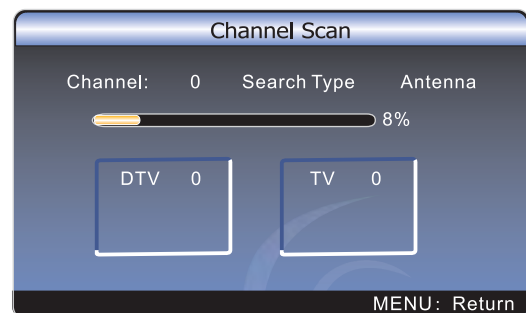 Channel Scan
Channel: 0 Search Type Antenna
8%
DTV 0 TV 0
MENU: Return